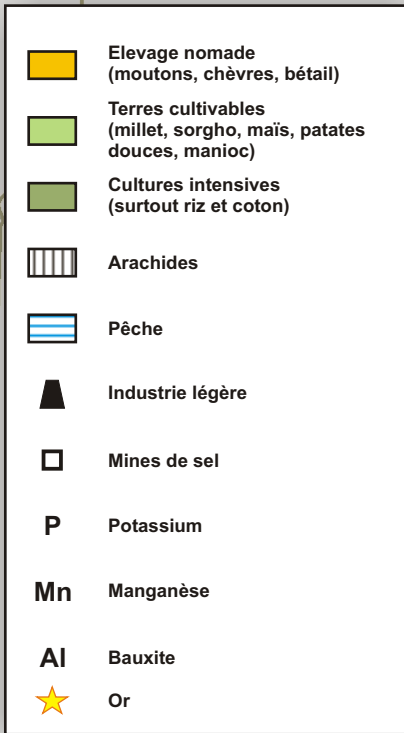 Elevage nomade
(moutons, chèvres, bétail)
Terres cultivables
(millet, sorgho, maïs, patates
douces, manioc)
Cultures intensives
(surtout riz et coton)
Arachides
Pêche
Industrie légère
Mines de sel
P Potassium
Mn Manganèse
Al Bauxite
Or